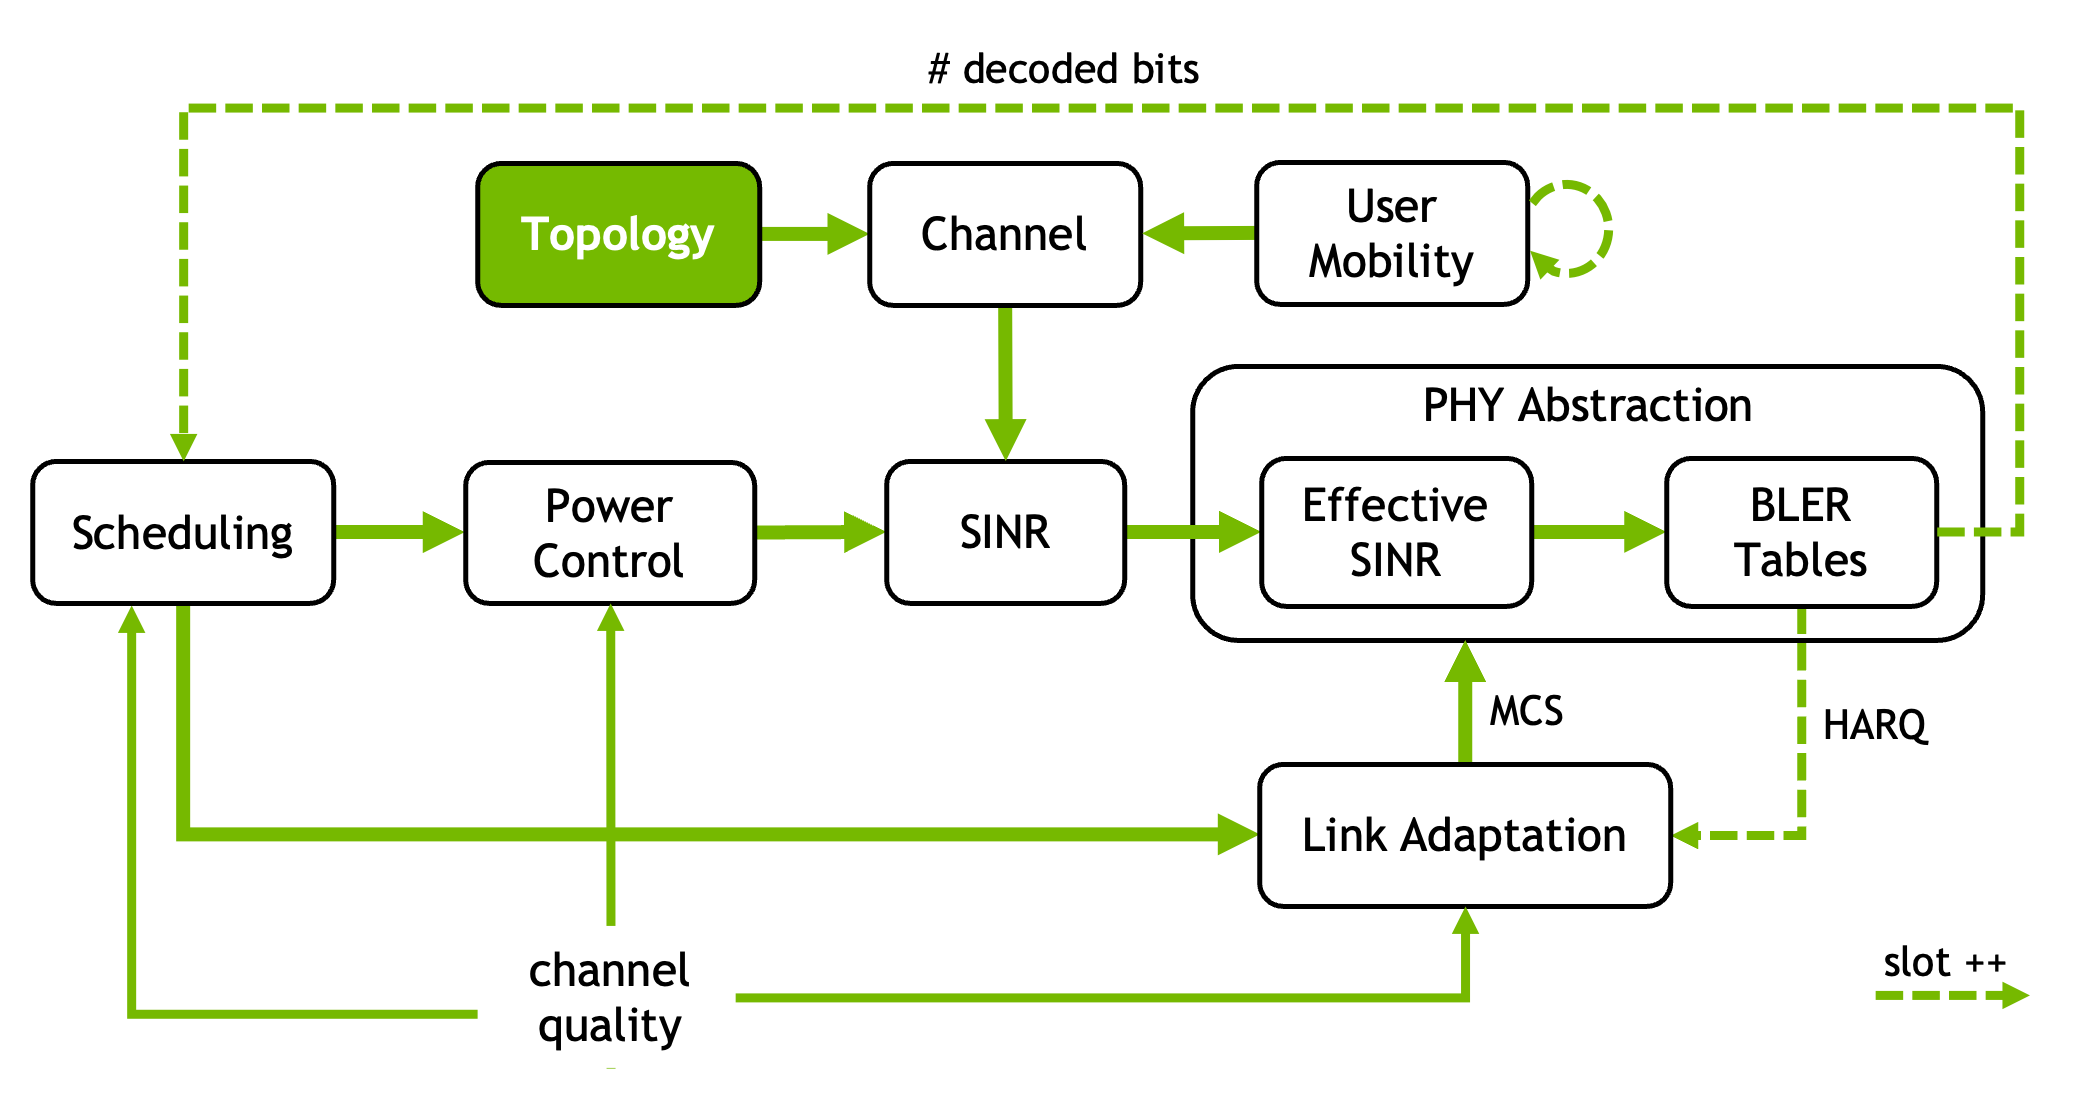 # decoded bits
Topology
Channel
User
Mobility
PHY Abstraction
Scheduling
Power
Control
SINR
Effective
SINR
BLER
Tables
MCS
HARQ
Link Adaptation
channel
quality
slot ++